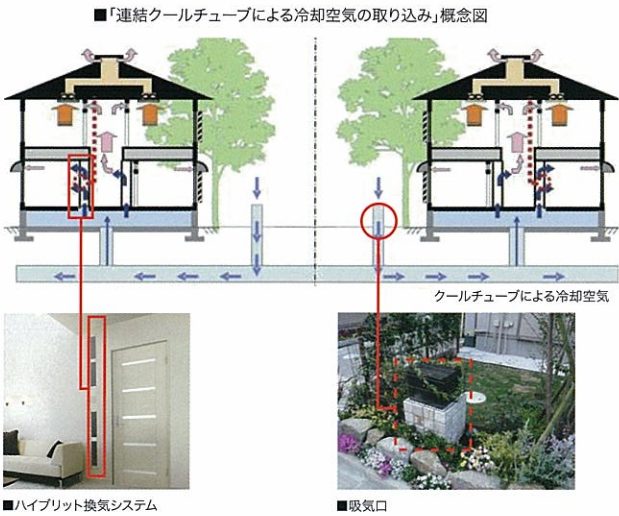 ■「連結クールチューブによる冷却空気の取り込み」概念図
クールチューブによる冷却空気
■ハイブリット換気システム
■吸気口